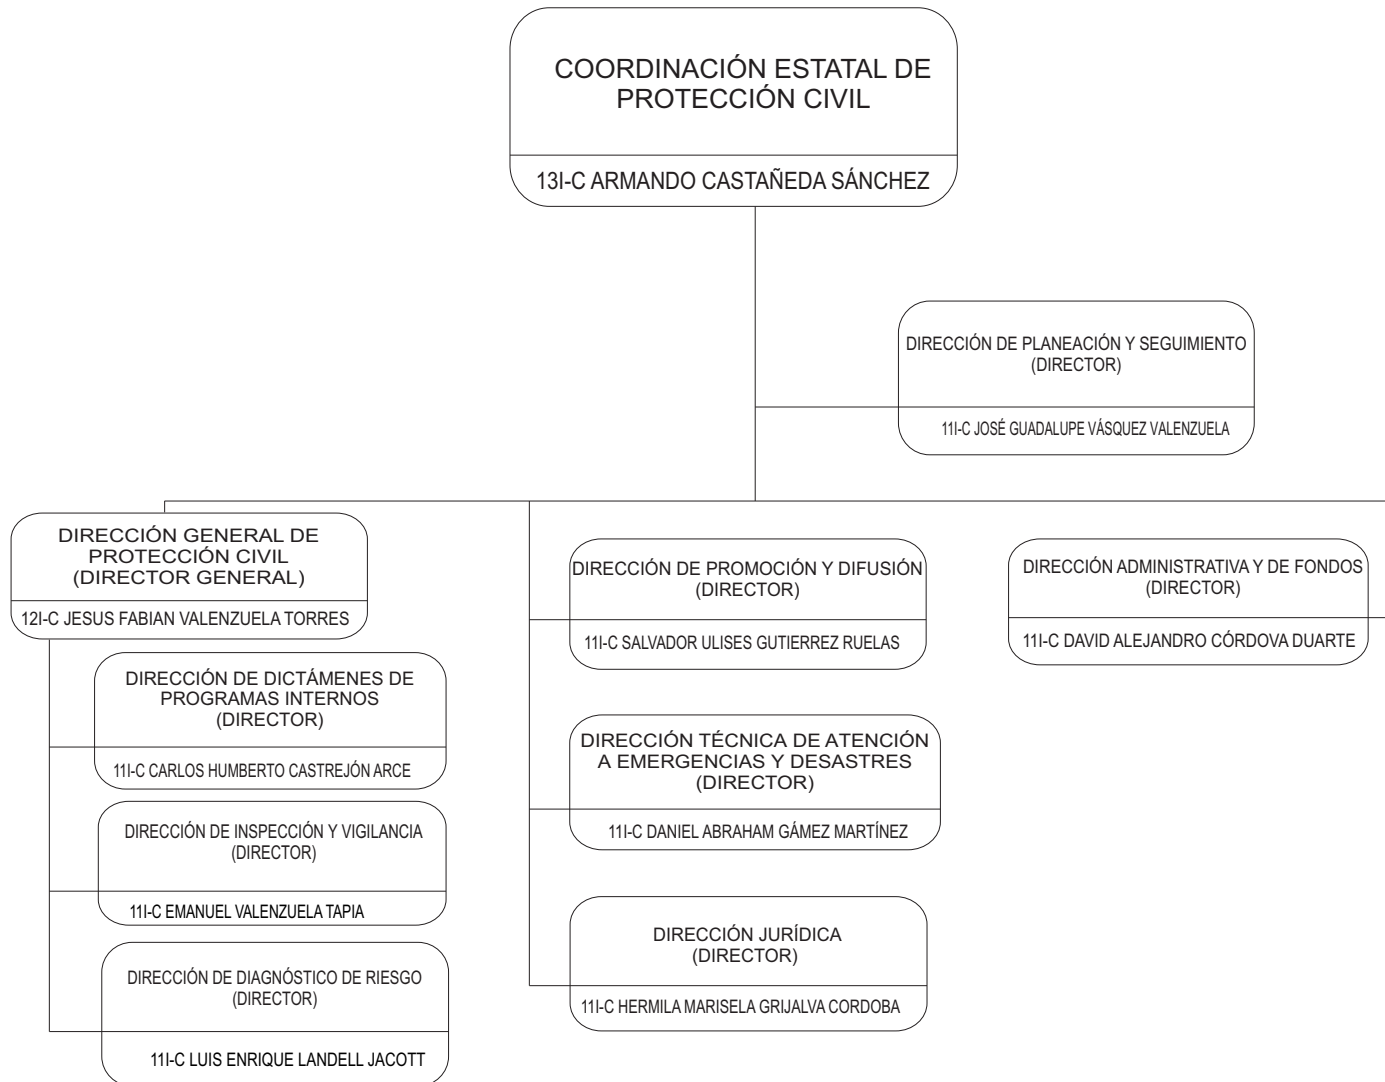 COORDINACIÓN ESTATAL DE
PROTECCIÓN CIVIL
13I-C ARMANDO CASTAÑEDA SÁNCHEZ
DIRECCIÓN DE PLANEACIÓN Y SEGUIMIENTO
(DIRECTOR)
11I-C JOSÉ GUADALUPE VÁSQUEZ VALENZUELA
DIRECCIÓN GENERAL DE
PROTECCIÓN CIVIL
(DIRECTOR GENERAL)
12I-C JESUS FABIAN VALENZUELA TORRES
DIRECCIÓN DE DICTÁMENES DE
PROGRAMAS INTERNOS
(DIRECTOR)
11I-C CARLOS HUMBERTO CASTREJÓN ARCE
DIRECCIÓN DE INSPECCIÓN Y VIGILANCIA
(DIRECTOR)
11I-C EMANUEL VALENZUELA TAPIA
DIRECCIÓN DE DIAGNÓSTICO DE RIESGO
(DIRECTOR)
11I-C LUIS ENRIQUE LANDELL JACOTT
DIRECCIÓN DE PROMOCIÓN Y DIFUSIÓN
(DIRECTOR)
11I-C SALVADOR ULISES GUTIERREZ RUELAS
DIRECCIÓN TÉCNICA DE ATENCIÓN
A EMERGENCIAS Y DESASTRES
(DIRECTOR)
11I-C DANIEL ABRAHAM GÁMEZ MARTÍNEZ
DIRECCIÓN JURÍDICA
(DIRECTOR)
11I-C HERMILA MARISELA GRIJALVA CORDOBA
DIRECCIÓN ADMINISTRATIVA Y DE FONDOS
(DIRECTOR)
11I-C DAVID ALEJANDRO CÓRDOVA DUARTE